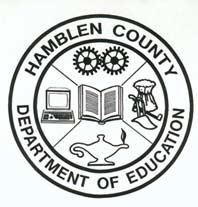 HAMBLEN COUNTY
DEPARTMENT OF EDUCATION